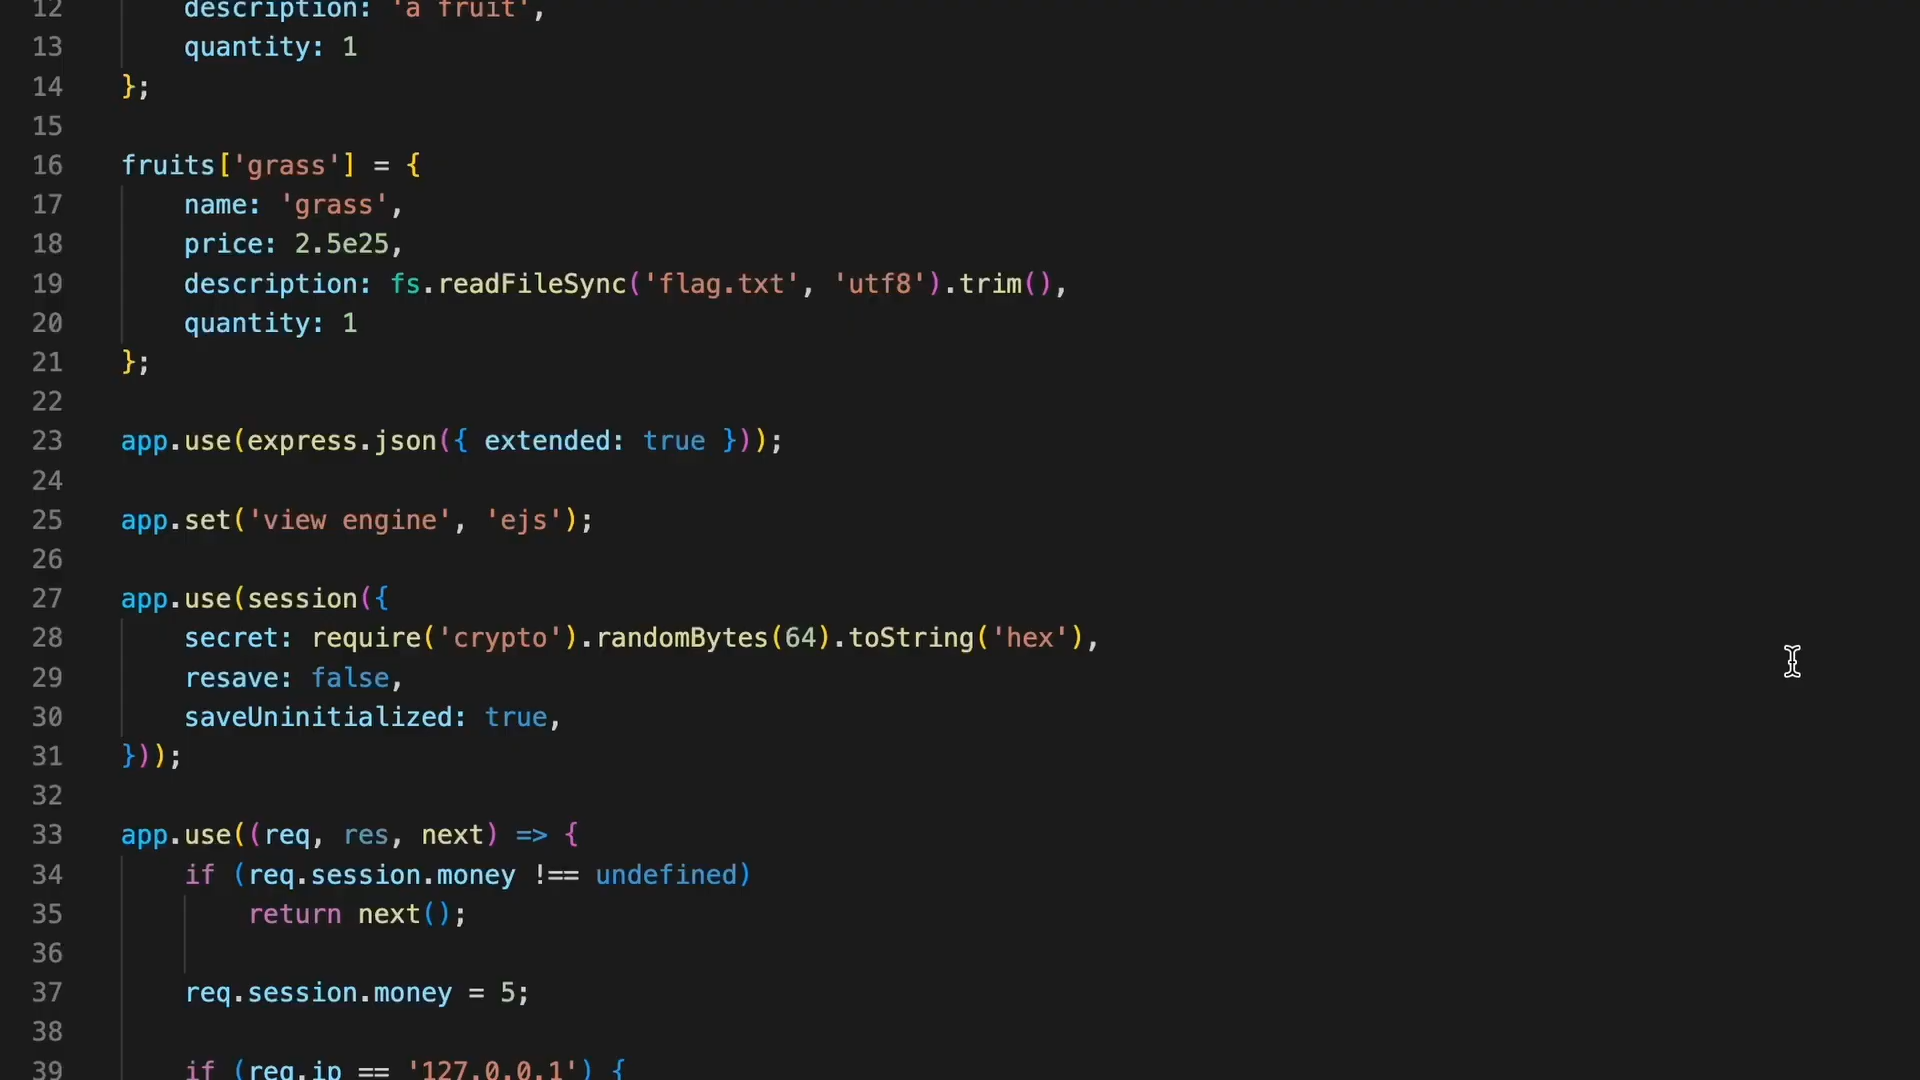 12 description: 'a fruit',
13 quantity: 1
14 };
15
16 fruits['grass'] = {
17 name: 'grass',
18 price: 2.5e25,
19 description: fs.readFileSync('flag.txt', 'utf8').trim(),
20 quantity: 1
21 };
22
23 app.use(express.json({ extended: true }));
24
25 app.set('view engine', 'ejs');
26
27 app.use(session({
28 secret: require('crypto').randomBytes(64).toString('hex'),
29 resave: false,
30 saveUninitialized: true,
31 }));
32
33 app.use((req, res, next) => {
34 if (req.session.money !== undefined)
35 return next();
36
37 req.session.money = 5;
38
39 if (req.ip == '127.0.0.1') {